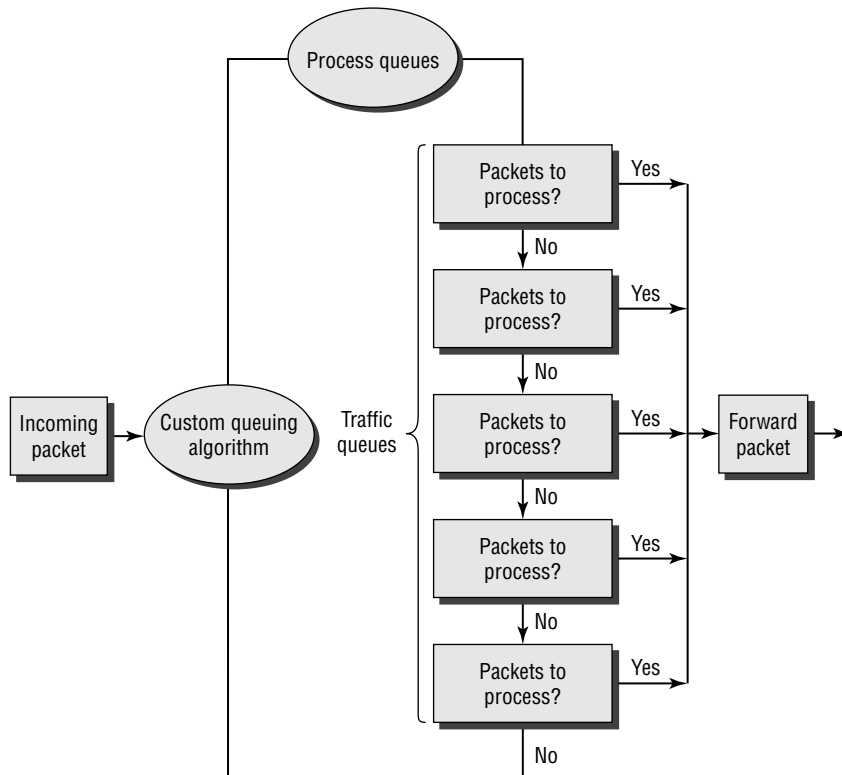 Process queues
Packets to
process?
Yes
No
Packets to
process?
Yes
No
Incoming
packet
Custom queuing
algorithm
Traffic
queues
Packets to
process?
Yes
Forward
packet
No
Packets to
process?
Yes
No
Packets to
process?
Yes
No